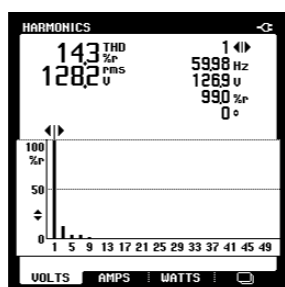 HARMONICS
14.3 THD %r
128.2 rms V
1
59.98 Hz
126.9 V
99.0 %r
0 °
100
%r
50
0
1 5 9 13 17 21 25 29 33 37 41 45 49
VOLTS AMPS WATTS